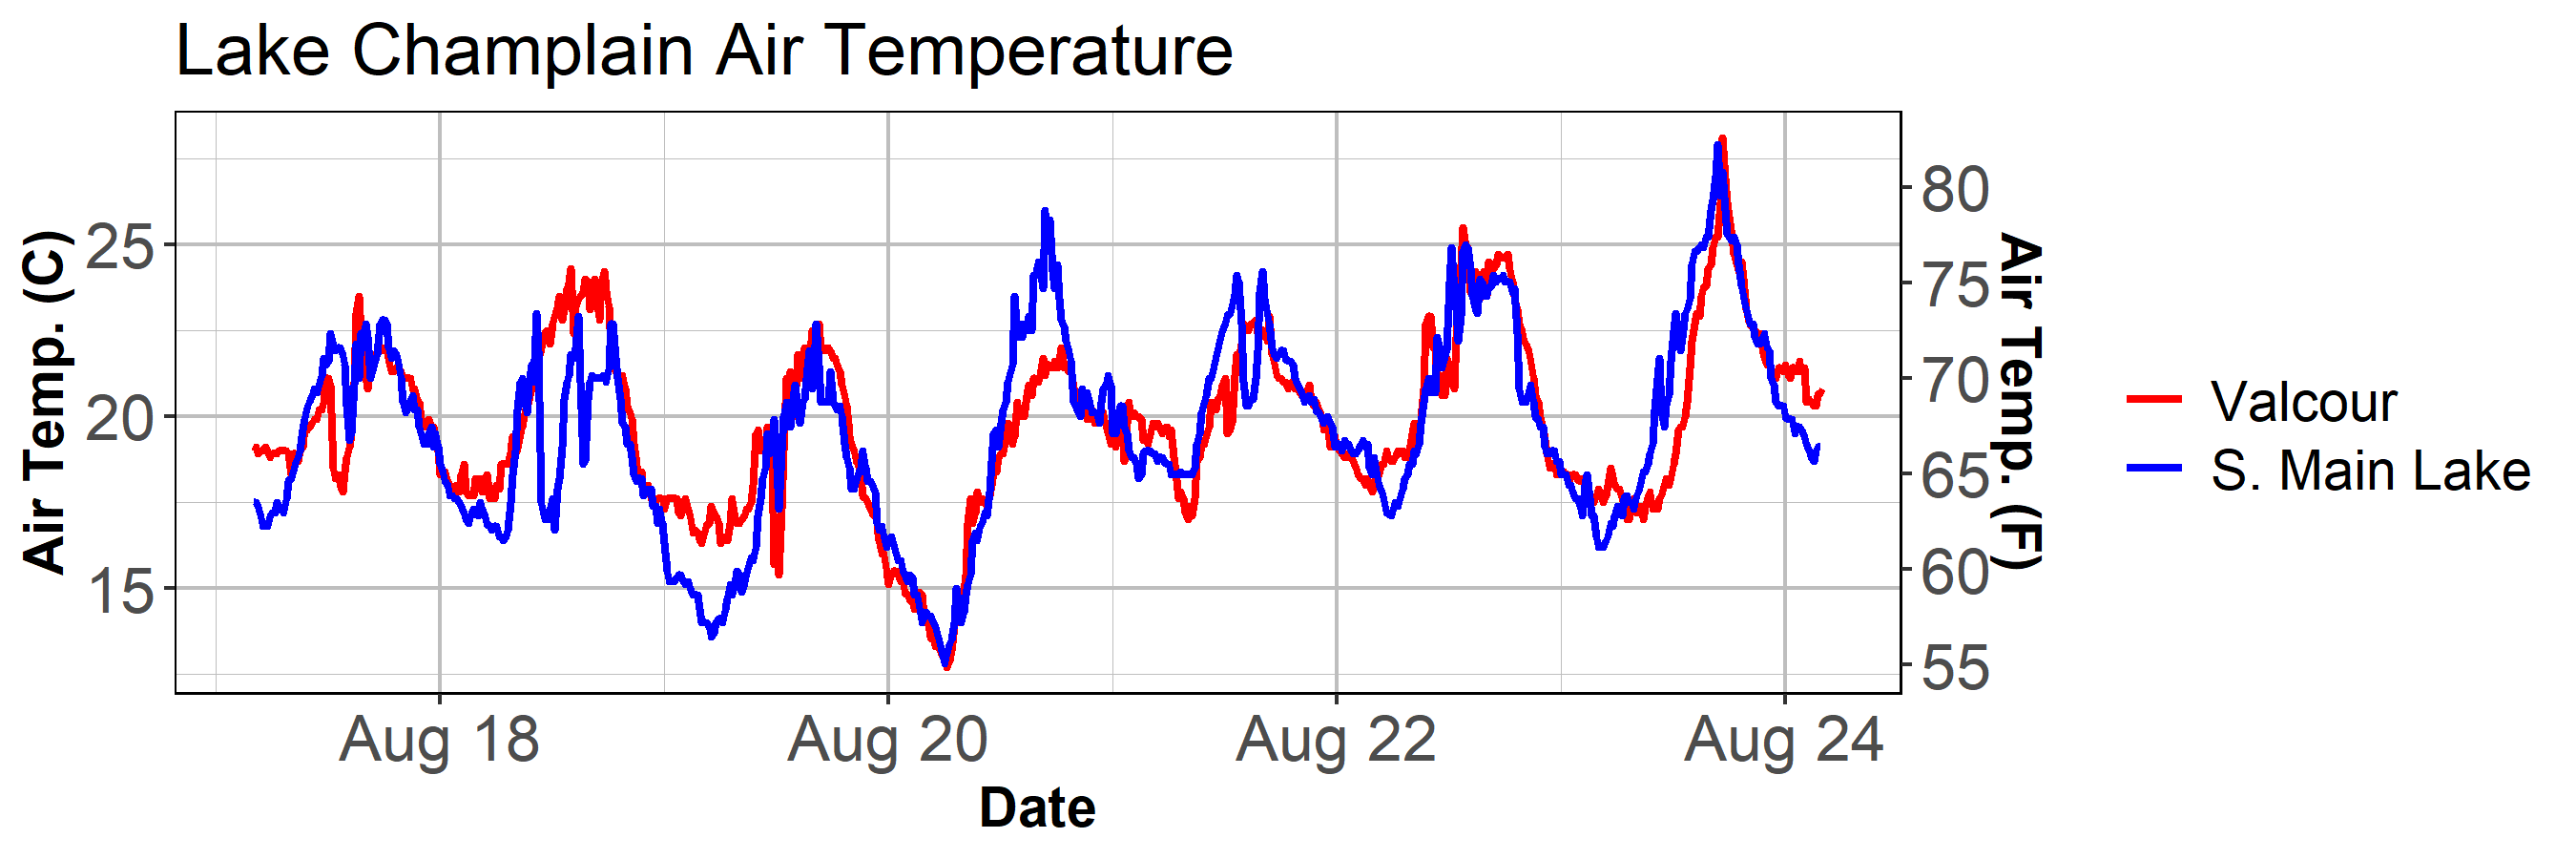 Lake Champlain Air Temperature
Air Temp. (C)
25
20
15
80
75
70
65
60
55
Air Temp. (F)
Valcour
S. Main Lake
Aug 18
Aug 20
Aug 22
Aug 24
Date